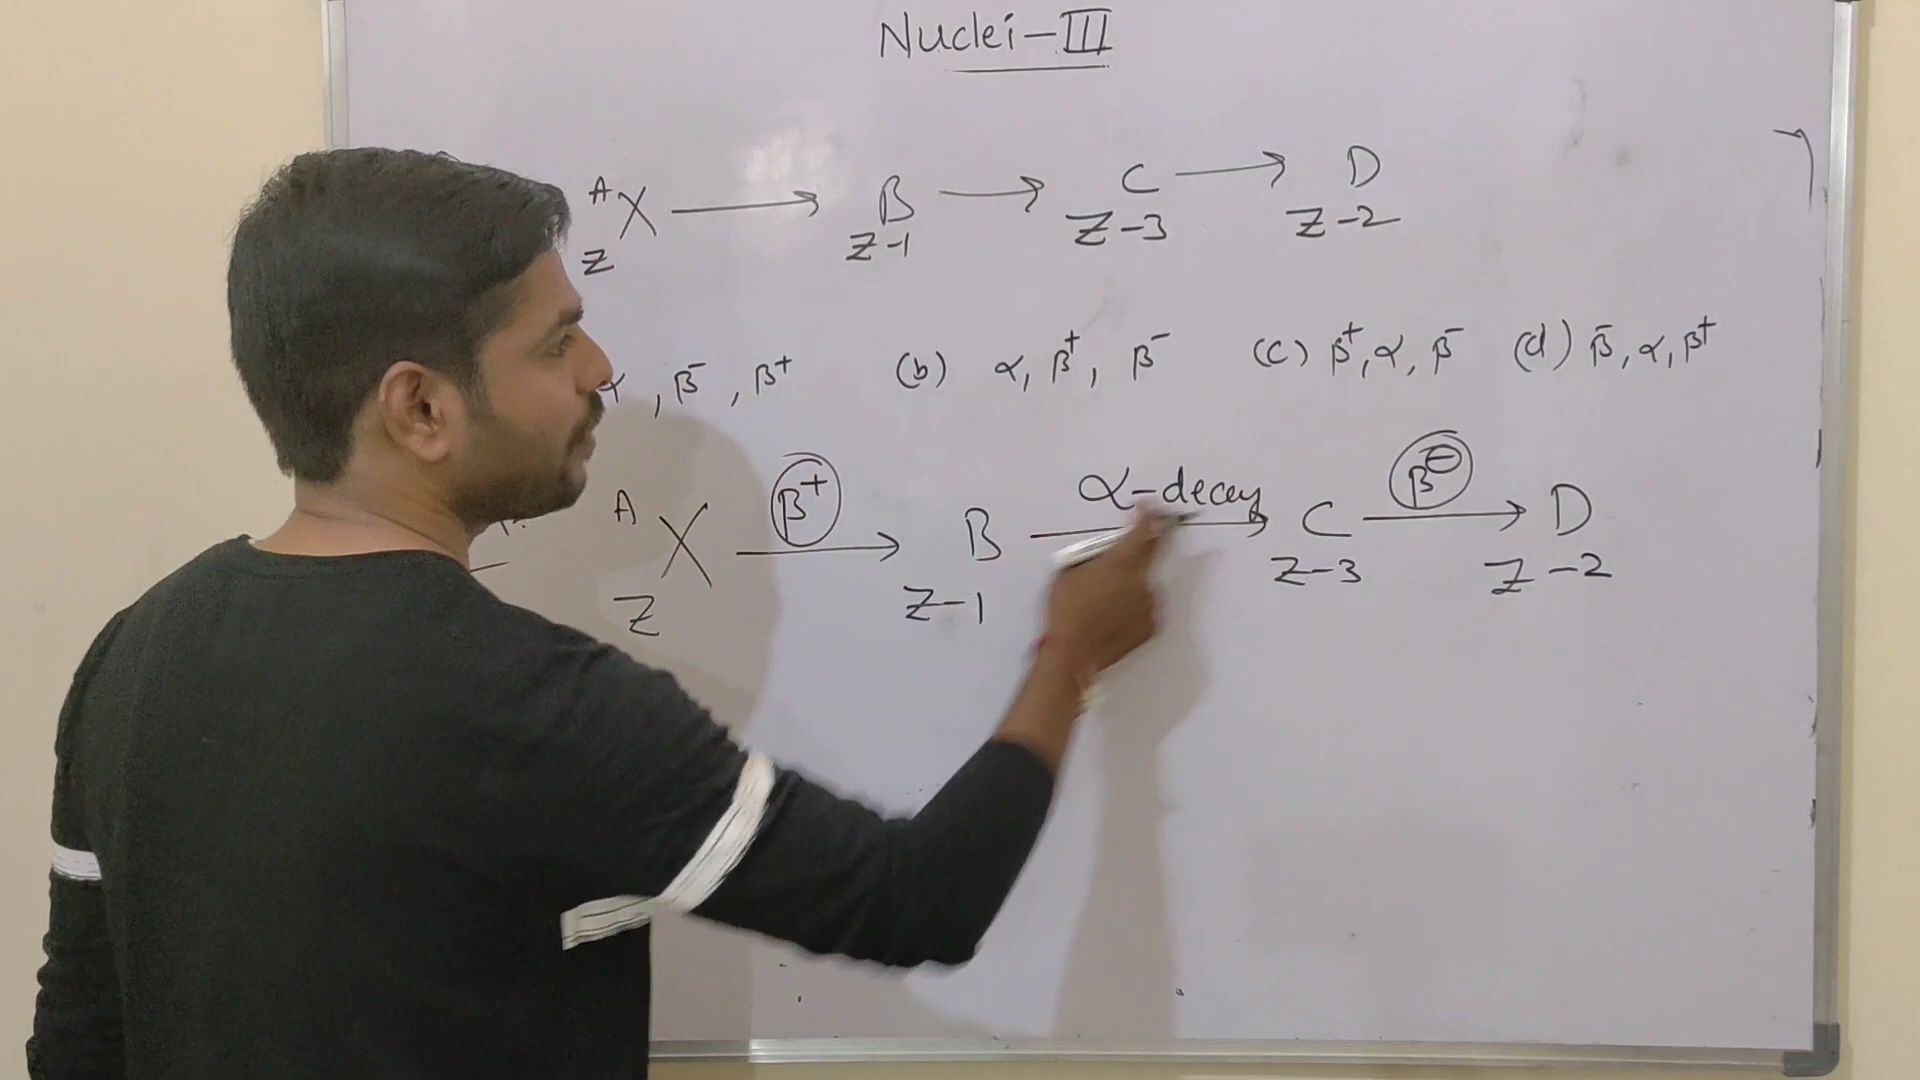 Nuclei-III
A X → B → C → D
Z Z-1 Z-3 Z-2
α, β⁻, β⁺ (b) α, β⁺, β⁻ (c) β⁺, α, β⁻ (d) β⁻, α, β⁺
β⁺ α-decay β⊖
A X → B → C → D
Z Z-1 Z-3 Z-2